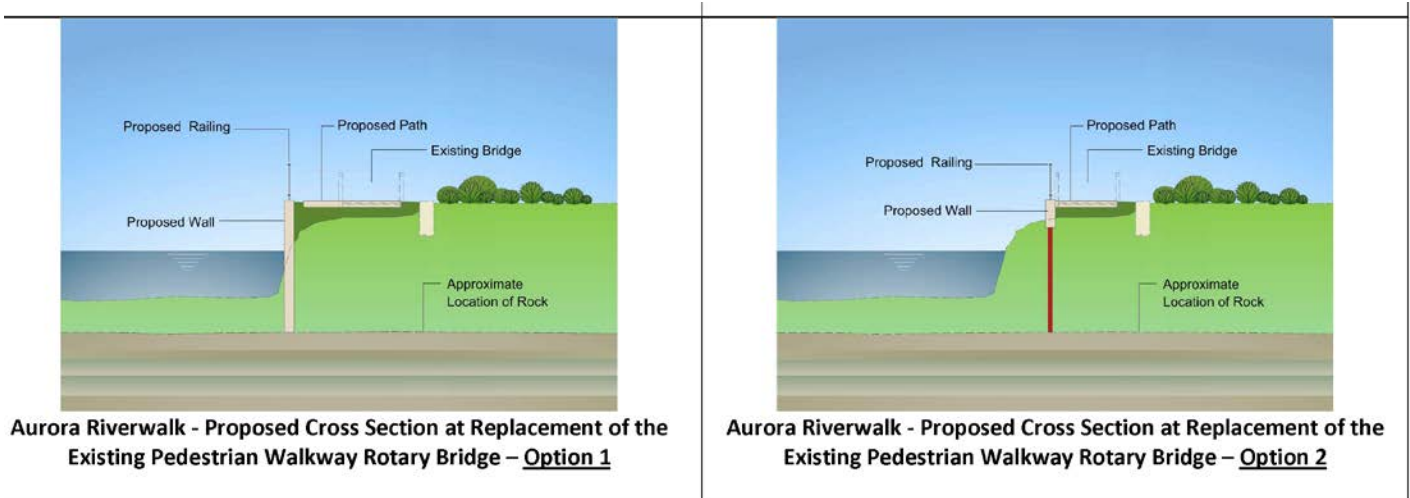 Proposed Railing
Proposed Path
Existing Bridge
Proposed Wall
Approximate
Location of Rock
Aurora Riverwalk - Proposed Cross Section at Replacement of the
Existing Pedestrian Walkway Rotary Bridge – Option 1
Proposed Path
Existing Bridge
Proposed Railing
Proposed Wall
Approximate
Location of Rock
Aurora Riverwalk - Proposed Cross Section at Replacement of the
Existing Pedestrian Walkway Rotary Bridge – Option 2